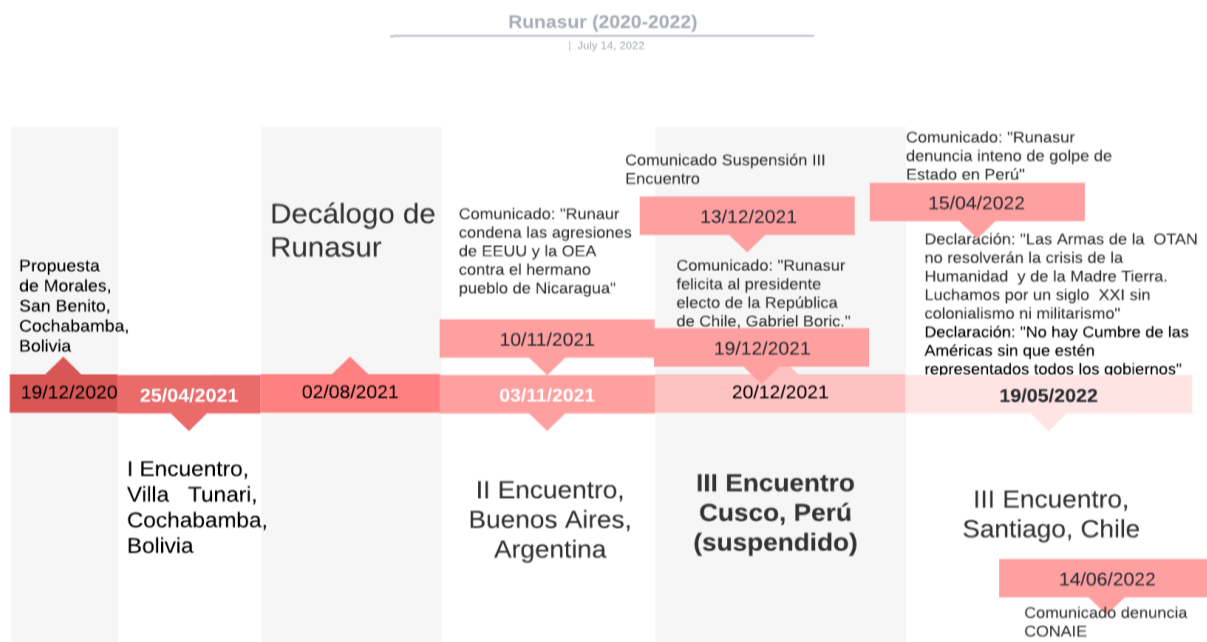 Runasur (2020-2022)
| July 14, 2022
Propuesta
de Morales,
San Benito,
Cochabamba,
Bolivia
19/12/2020
25/04/2021
I Encuentro,
Villa Tunari,
Cochabamba,
Bolivia
Decálogo de
Runasur
02/08/2021
Comunicado: "Runaur
condena las agresiones
de EEUU y la OEA
contra el hermano
pueblo de Nicaragua"
10/11/2021
03/11/2021
II Encuentro,
Buenos Aires,
Argentina
Comunicado Suspensión III
Encuentro
13/12/2021
Comunicado: "Runasur
felicita al presidente
electo de la República
de Chile, Gabriel Boric."
19/12/2021
20/12/2021
III Encuentro
Cusco, Perú
(suspendido)
Comunicado: "Runasur
denuncia inteno de golpe de
Estado en Perú"
15/04/2022
Declaración: "Las Armas de la OTAN
no resolverán la crisis de la
Humanidad y de la Madre Tierra.
Luchamos por un siglo XXI sin
colonialismo ni militarismo"
Declaración: "No hay Cumbre de las
Américas sin que estén
representados todos los gobiernos"
19/05/2022
III Encuentro,
Santiago, Chile
14/06/2022
Comunicado denuncia
CONAIE